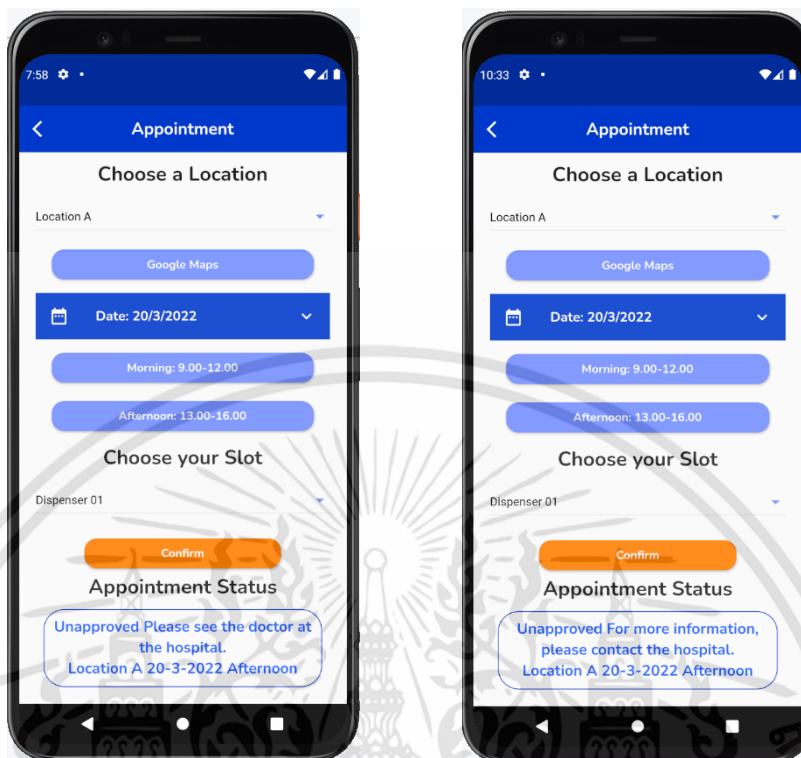 7:58
Appointment
Choose a Location
Location A
Google Maps
Date: 20/3/2022
Morning: 9.00-12.00
Afternoon: 13.00-16.00
Choose your Slot
Dispenser 01
Confirm
Appointment Status
Unapproved Please see the doctor at
the hospital.
Location A 20-3-2022 Afternoon
10:33
Appointment
Choose a Location
Location A
Google Maps
Date: 20/3/2022
Morning: 9.00-12.00
Afternoon: 13.00-16.00
Choose your Slot
Dispenser 01
Confirm
Appointment Status
Unapproved For more information,
please contact the hospital.
Location A 20-3-2022 Afternoon